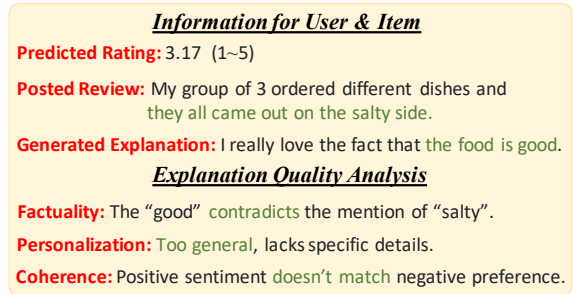 Information for User & Item
Predicted Rating: 3.17 (1~5)
Posted Review: My group of 3 ordered different dishes and
they all came out on the salty side.
Generated Explanation: I really love the fact that the food is good.
Explanation Quality Analysis
Factuality: The “good” contradicts the mention of “salty”.
Personalization: Too general, lacks specific details.
Coherence: Positive sentiment doesn’t match negative preference.